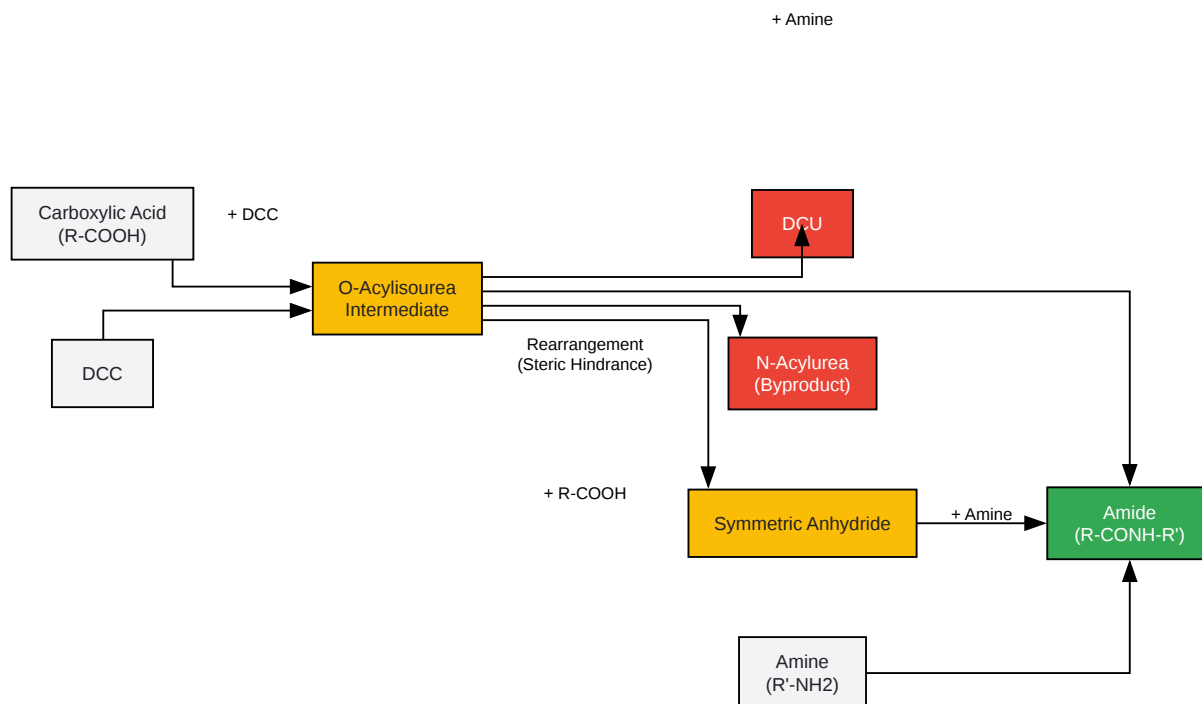 + Amine
Carboxylic Acid
(R-COOH)
+ DCC
DCU
O-Acylisourea
Intermediate
DCC
Rearrangement
(Steric Hindrance)
N-Acylurea
(Byproduct)
+ R-COOH
Symmetric Anhydride
+ Amine
Amide
(R-CONH-R')
Amine
(R'-NH2)